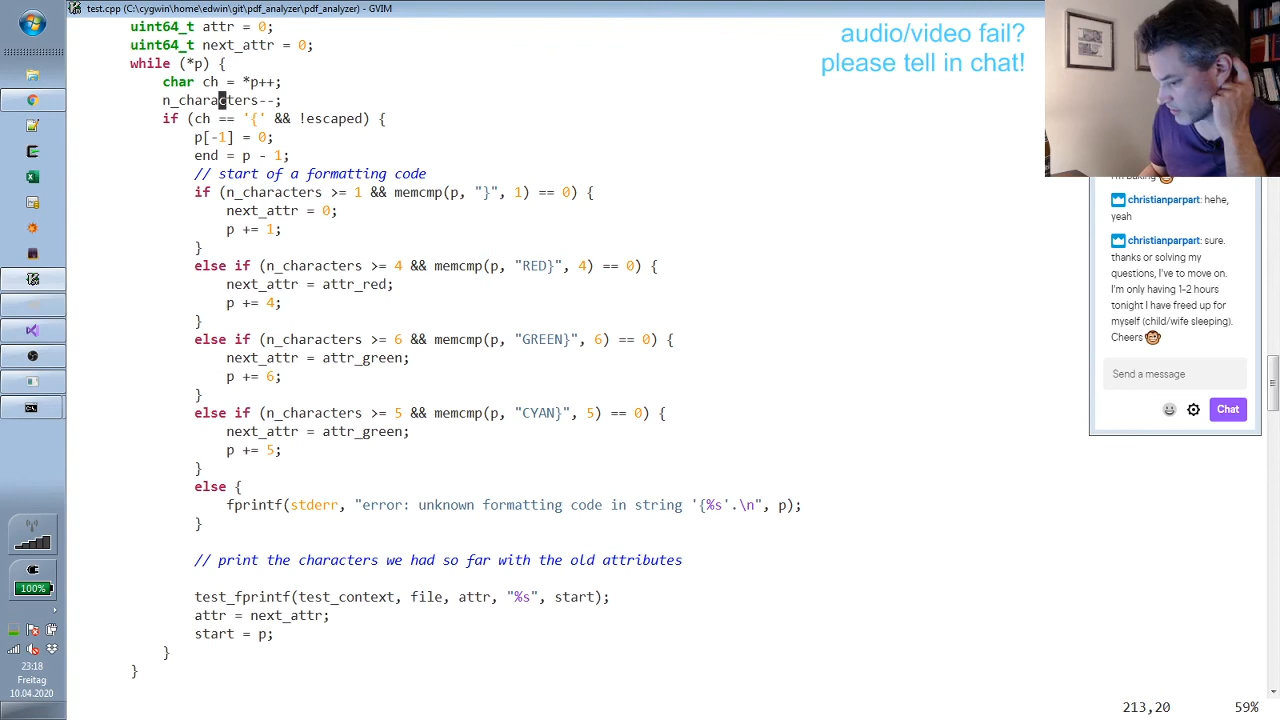 test.cpp (C:\cygwin\home\edwin\git\pdf_analyzer\pdf_analyzer) - GVIM
uint64_t attr = 0;
uint64_t next_attr = 0;
while (*p) {
char ch = *p++;
n_characters--;
if (ch == '{' && !escaped) {
p[-1] = 0;
end = p - 1;
// start of a formatting code
if (n_characters >= 1 && memcmp(p, "}", 1) == 0) {
next_attr = 0;
p += 1;
}
else if (n_characters >= 4 && memcmp(p, "RED}", 4) == 0) {
next_attr = attr_red;
p += 4;
}
else if (n_characters >= 6 && memcmp(p, "GREEN}", 6) == 0) {
next_attr = attr_green;
p += 6;
}
else if (n_characters >= 5 && memcmp(p, "CYAN}", 5) == 0) {
next_attr = attr_green;
p += 5;
}
else {
fprintf(stderr, "error: unknown formatting code in string '{%s'.\n", p);
}
// print the characters we had so far with the old attributes
test_fprintf(test_context, file, attr, "%s", start);
attr = next_attr;
start = p;
}
}
213,20 59%
audio/video fail?
please tell in chat!
christianparpart: hehe,
yeah
christianparpart: sure.
thanks or solving my
questions, I've to move on.
I'm only having 1-2 hours
tonight I have freed up for
myself (child/wife sleeping).
Cheers
Send a message
Chat
100%
23:18
Freitag
10.04.2020